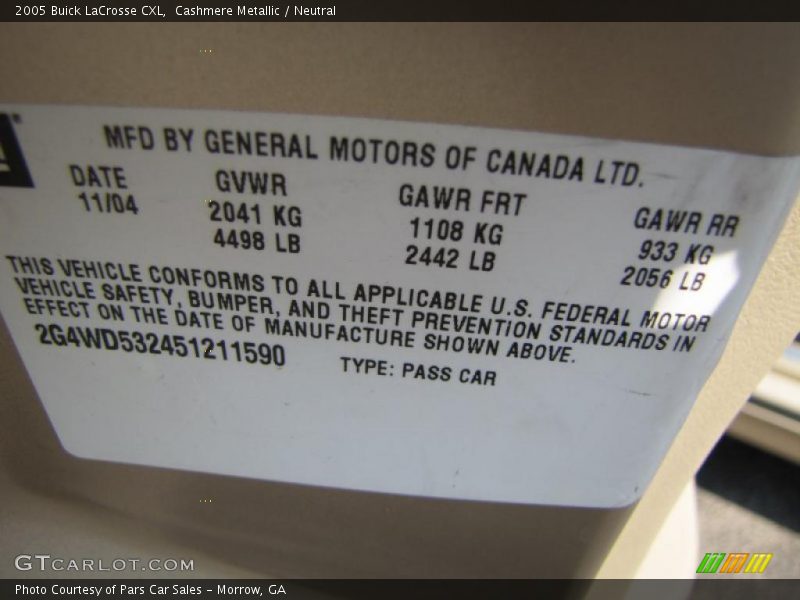 2005 Buick LaCrosse CXL,  Cashmere Metallic / Neutral
MFD BY GENERAL MOTORS OF CANADA LTD.
DATE GVWR GAWR FRT GAWR RR
11/04 2041 KG 1108 KG 933 KG
4498 LB 2442 LB 2056 LB
THIS VEHICLE CONFORMS TO ALL APPLICABLE U.S. FEDERAL MOTOR
VEHICLE SAFETY, BUMPER, AND THEFT PREVENTION STANDARDS IN
EFFECT ON THE DATE OF MANUFACTURE SHOWN ABOVE.
2G4WD532451211590 TYPE: PASS CAR
GTCARLOT.COM
Photo Courtesy of Pars Car Sales - Morrow, GA